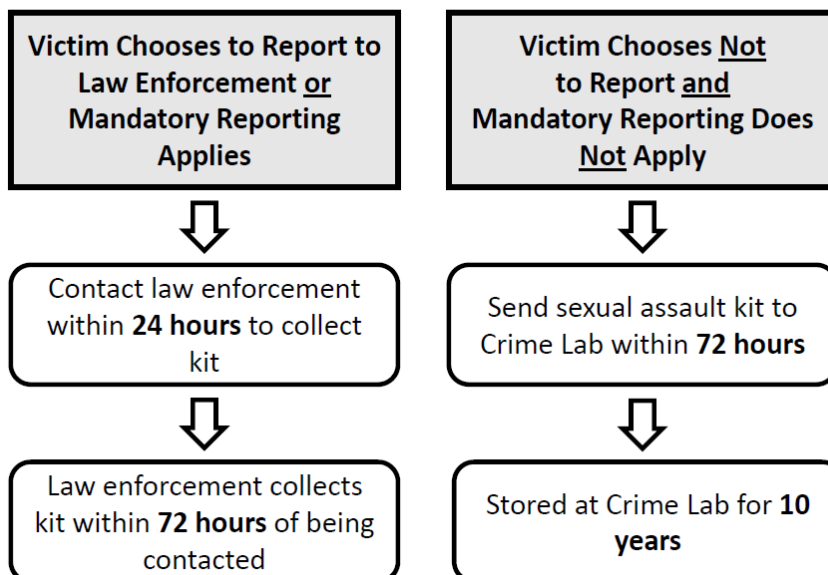 Victim Chooses to Report to
Law Enforcement or
Mandatory Reporting
Applies
Contact law enforcement
within 24 hours to collect
kit
Law enforcement collects
kit within 72 hours of being
contacted
Victim Chooses Not
to Report and
Mandatory Reporting Does
Not Apply
Send sexual assault kit to
Crime Lab within 72 hours
Stored at Crime Lab for 10
years